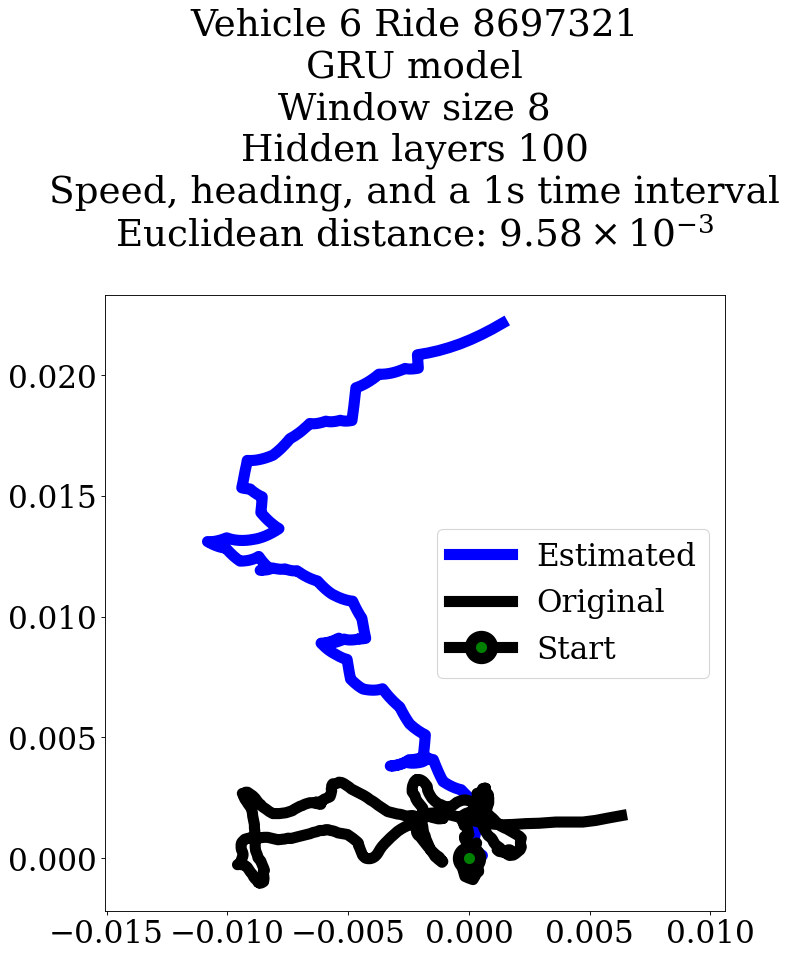 Vehicle 6 Ride 8697321
GRU model
Window size 8
Hidden layers 100
Speed, heading, and a 1s time interval
Euclidean distance: 9.58 × 10⁻³
0.020
0.015
0.010
0.005
0.000
Estimated
Original
Start
−0.015 −0.010 −0.005 0.000 0.005 0.010